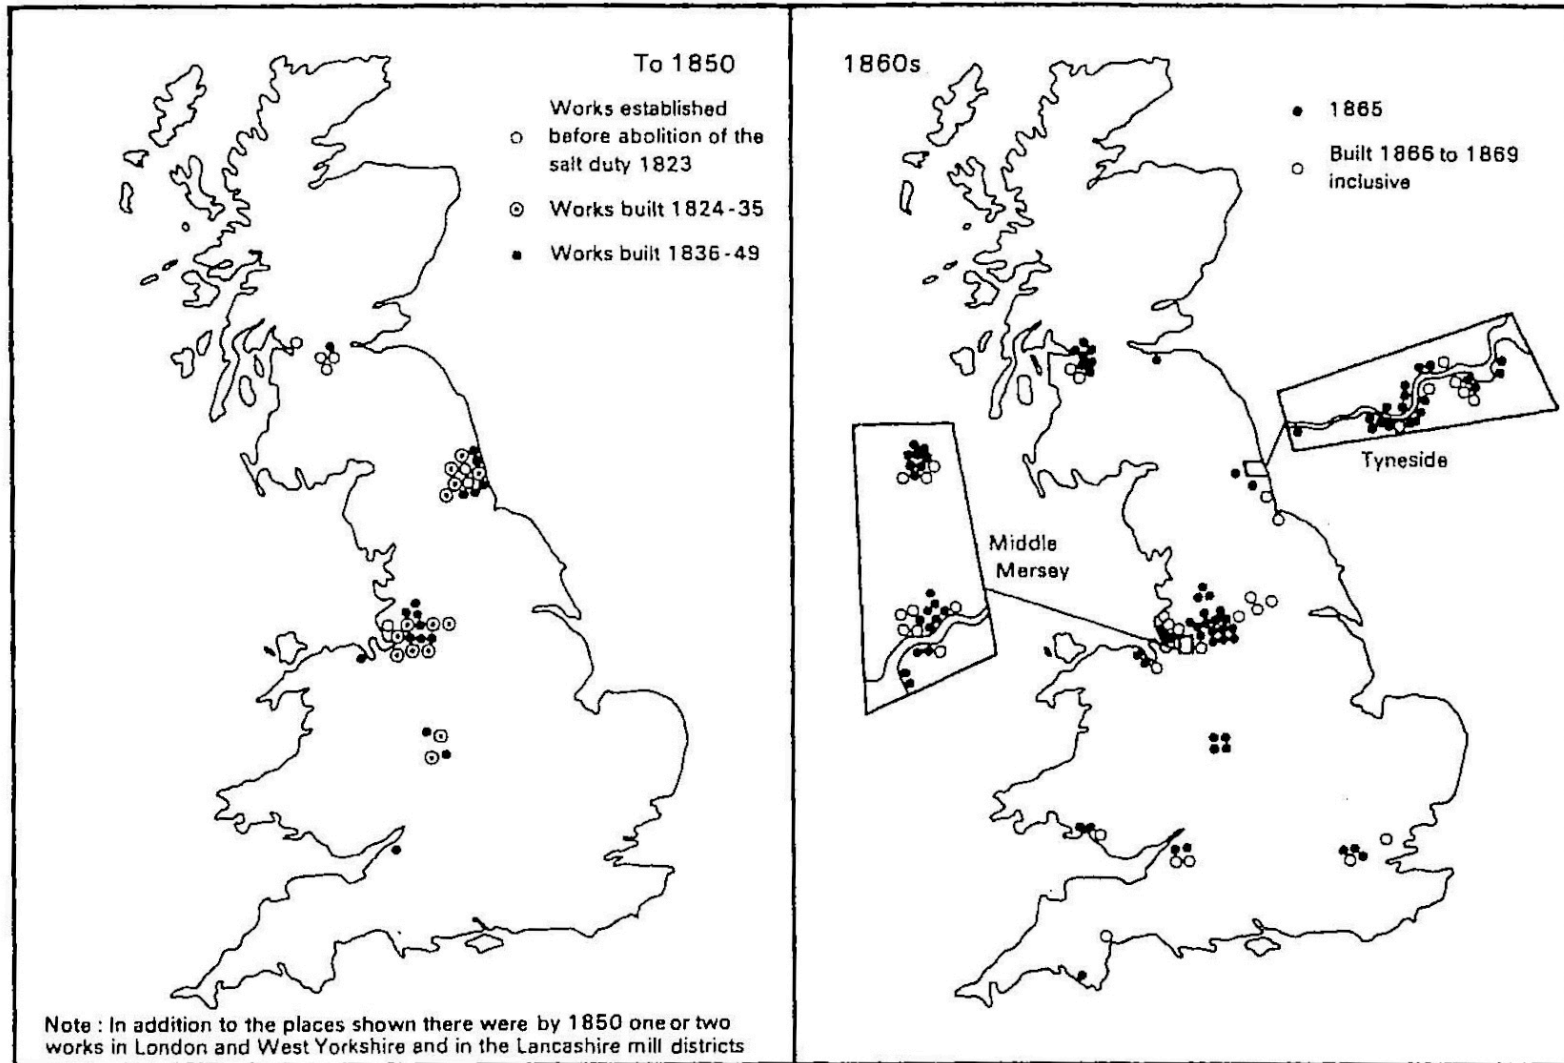 To 1850
Works established
before abolition of the
salt duty 1823
Works built 1824-35
Works built 1836-49
Note : In addition to the places shown there were by 1850 one or two
works in London and West Yorkshire and in the Lancashire mill districts
1860s
1865
Built 1866 to 1869
inclusive
Tyneside
Middle
Mersey